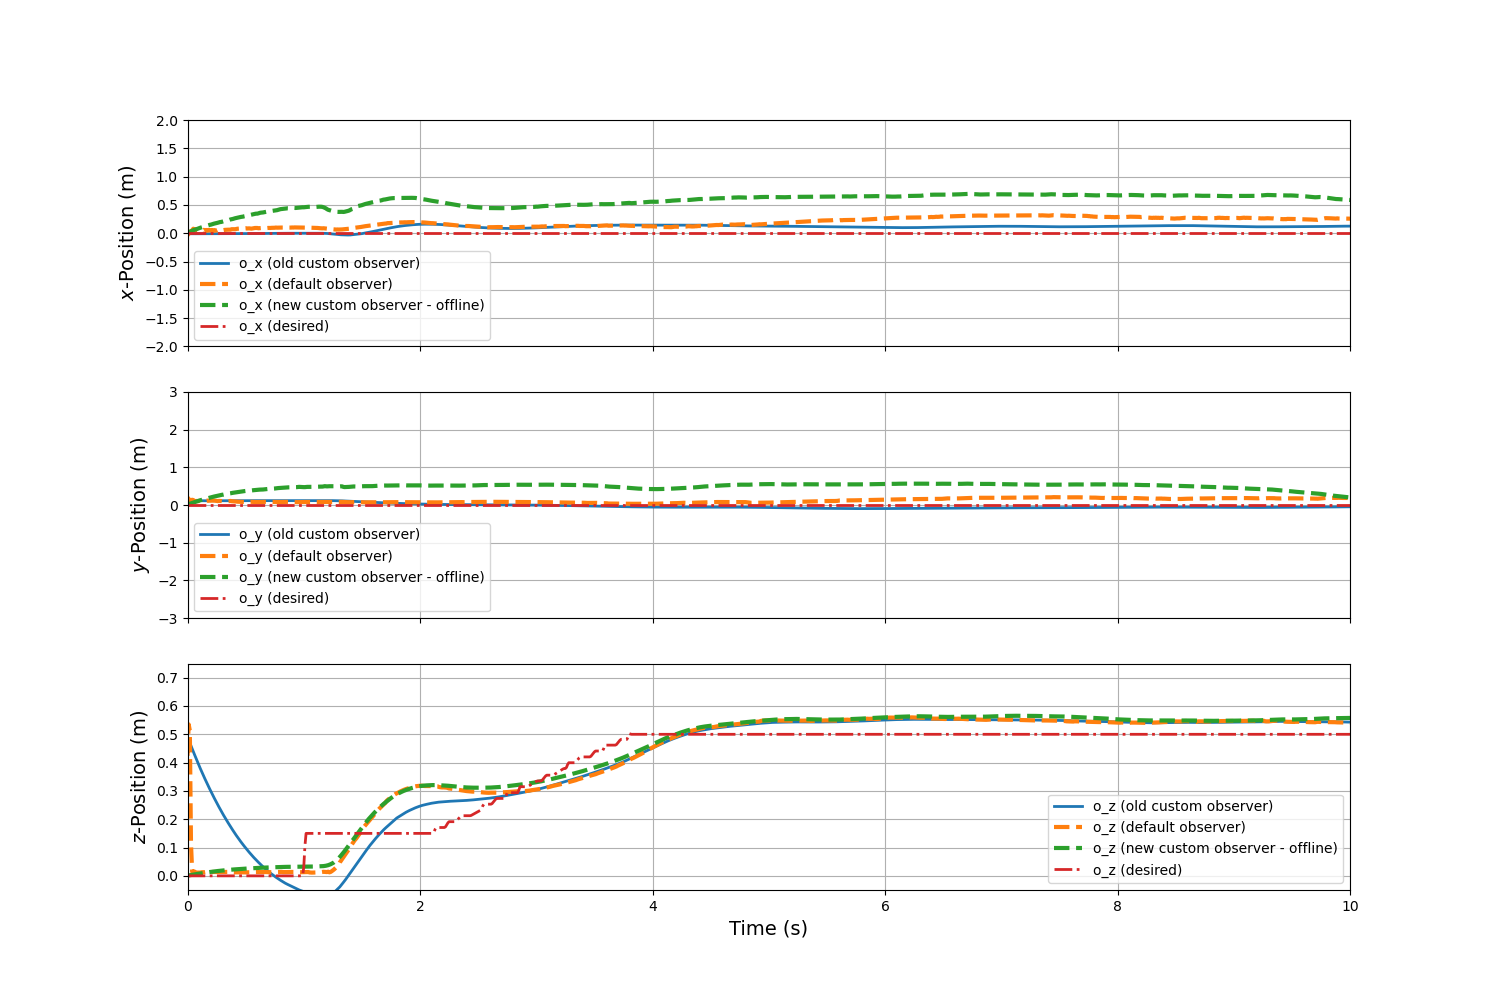 2.0
1.5
1.0
0.5
0.0
−0.5
−1.0
−1.5
−2.0
x-Position (m)
o_x (old custom observer)
o_x (default observer)
o_x (new custom observer - offline)
o_x (desired)
3
2
1
0
−1
−2
−3
y-Position (m)
o_y (old custom observer)
o_y (default observer)
o_y (new custom observer - offline)
o_y (desired)
0.7
0.6
0.5
0.4
0.3
0.2
0.1
0.0
z-Position (m)
o_z (old custom observer)
o_z (default observer)
o_z (new custom observer - offline)
o_z (desired)
0 2 4 6 8 10
Time (s)